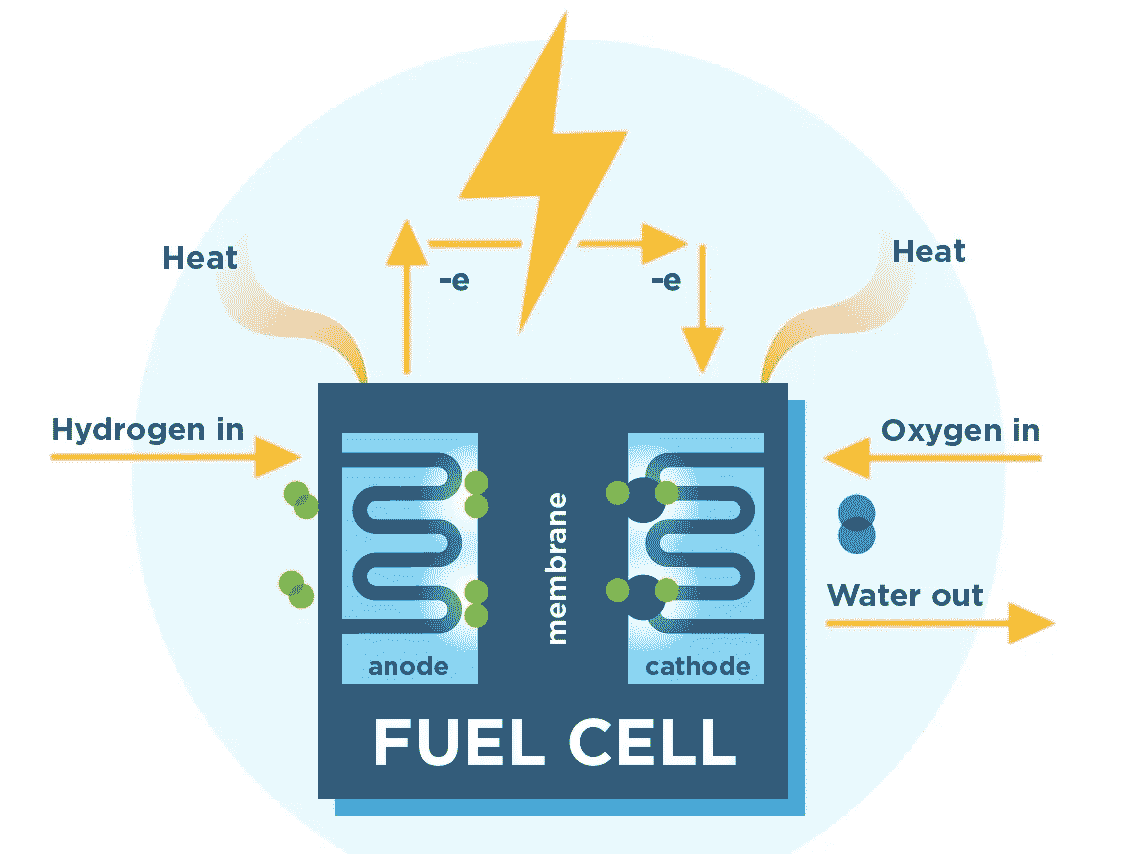 Heat
Heat
-e
-e
Hydrogen in
Oxygen in
membrane
Water out
anode
cathode
FUEL CELL